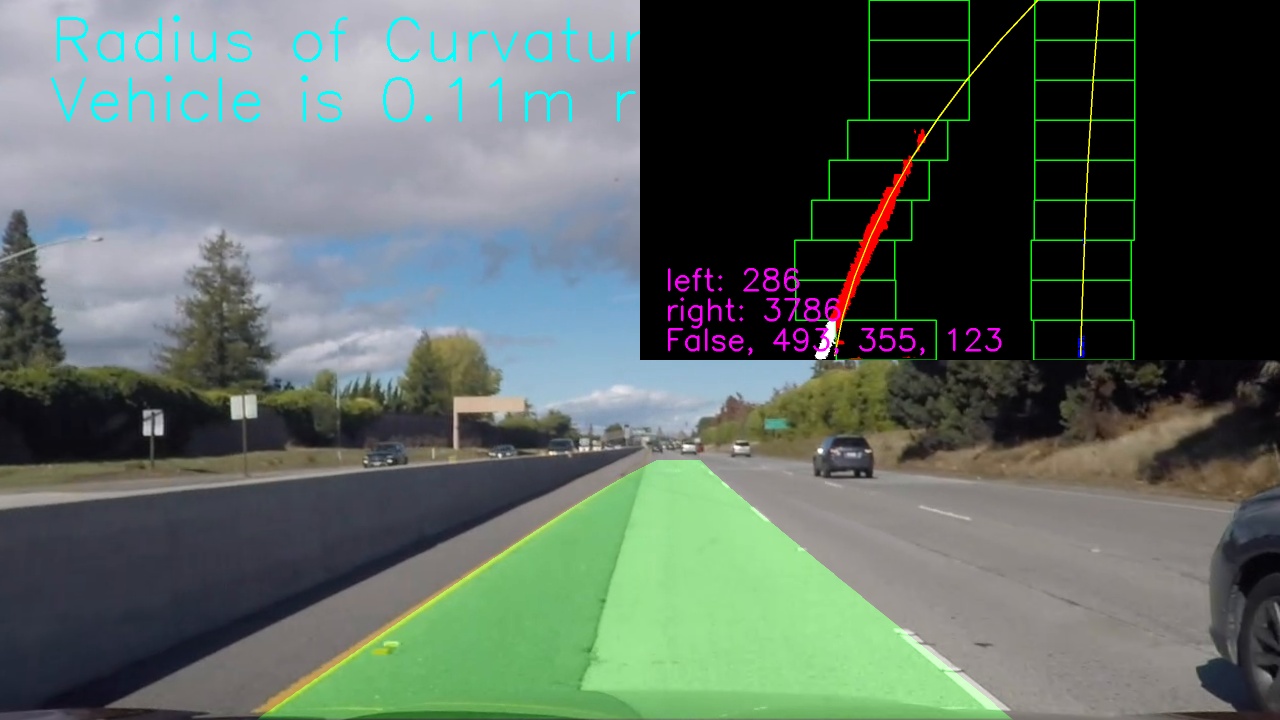 Radius of Curvatur
Vehicle is 0.11m r
left: 286
right: 3786
False, 493, 355, 123